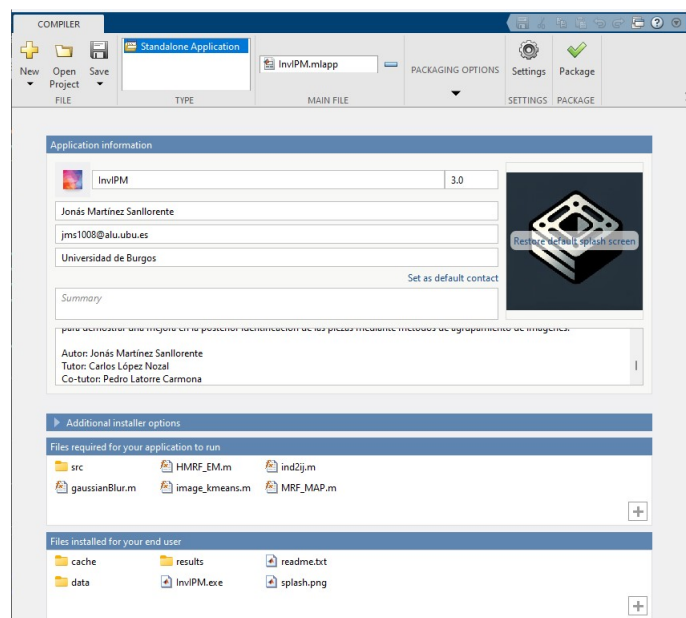 COMPILER
New
Open Project
Save
FILE
Standalone Application
TYPE
InvIPM.mlapp
MAIN FILE
PACKAGING OPTIONS
Settings
SETTINGS
Package
PACKAGE
Application information
InvIPM
3.0
Jonás Martínez Sanllorente
jms1008@alu.ubu.es
Universidad de Burgos
Set as default contact
Restore default splash screen
Summary
para demostrar una mejora en la posterior identificación de las piezas mediante métodos de agrupamiento de imágenes.
Autor: Jonás Martínez Sanllorente
Tutor: Carlos López Nozal
Co-tutor: Pedro Latorre Carmona
Additional installer options
Files required for your application to run
src
HMRF_EM.m
ind2ij.m
gaussianBlur.m
image_kmeans.m
MRF_MAP.m
Files installed for your end user
cache
results
readme.txt
data
InvIPM.exe
splash.png